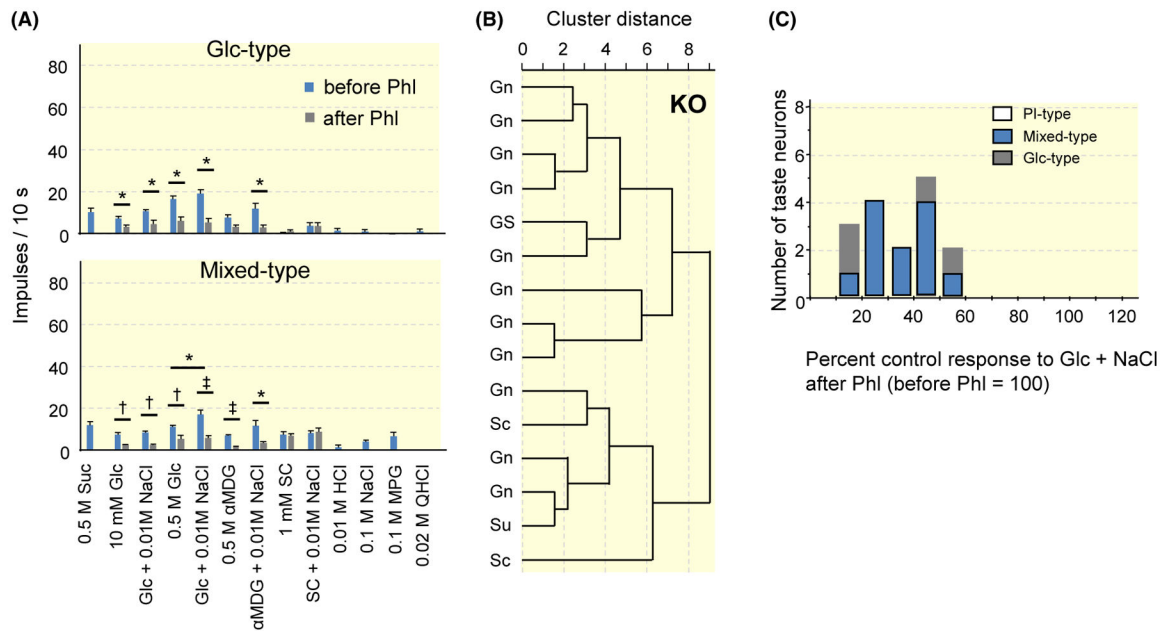 (A)
Glc-type
before PhI
after PhI
80
60
40
20
0
* * * * *
Mixed-type
80
60
40
20
0
*
† † † ‡ ‡ *
Impulses / 10 s
0.5 M Suc
10 mM Glc
Glc + 0.01M NaCl
0.5 M Glc
Glc + 0.01M NaCl
0.5 M αMDG
αMDG + 0.01M NaCl
1 mM SC
SC + 0.01M NaCl
0.01 M HCl
0.1 M NaCl
0.1 M MPG
0.02 M QHCl
(B)
Cluster distance
0 2 4 6 8
KO
Gn
Gn
Gn
Gn
GS
Gn
Gn
Gn
Gn
Gn
Sc
Gn
Gn
Su
Sc
(C)
Number of taste neurons
8
6
4
2
0
PI-type
Mixed-type
Glc-type
20 40 60 80 100 120
Percent control response to Glc + NaCl
after PhI (before PhI = 100)